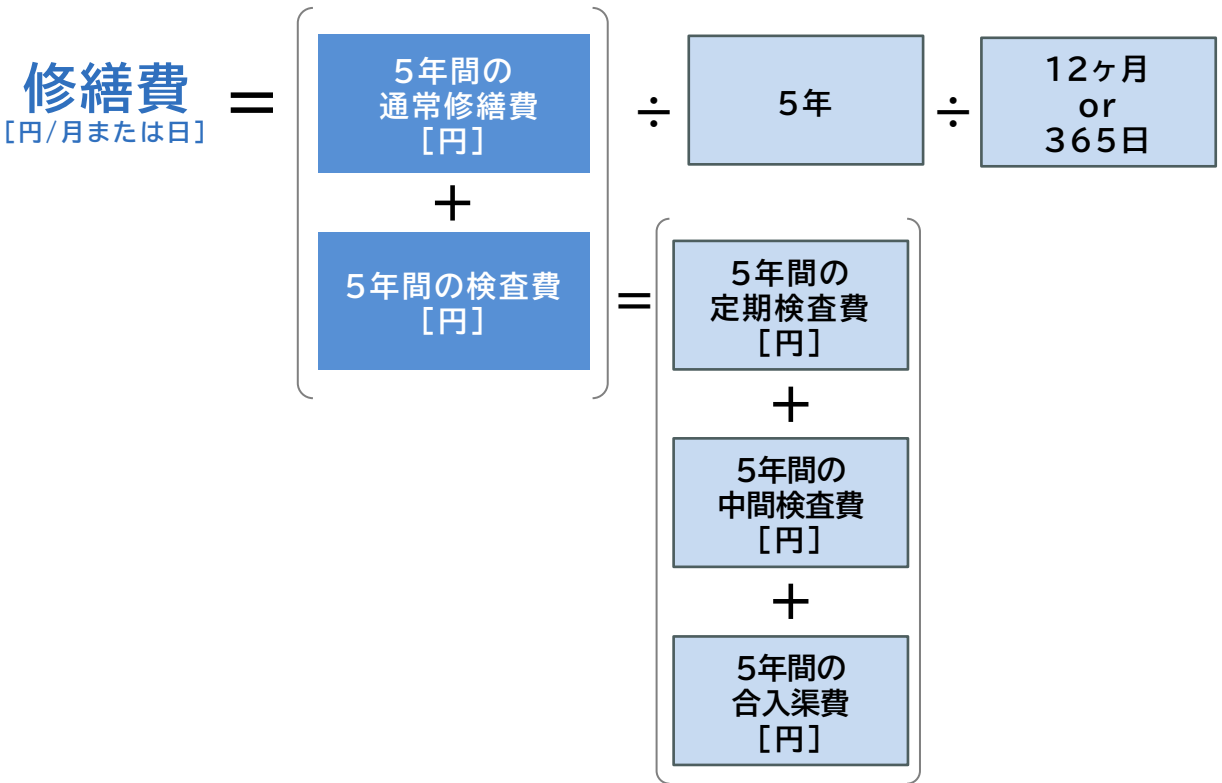 修繕費
[円/月または日]
＝
5年間の
通常修繕費
[円]
÷
5年
÷
12ヶ月
or
365日
＋
5年間の検査費
[円]
＝
5年間の
定期検査費
[円]
＋
5年間の
中間検査費
[円]
＋
5年間の
合入渠費
[円]